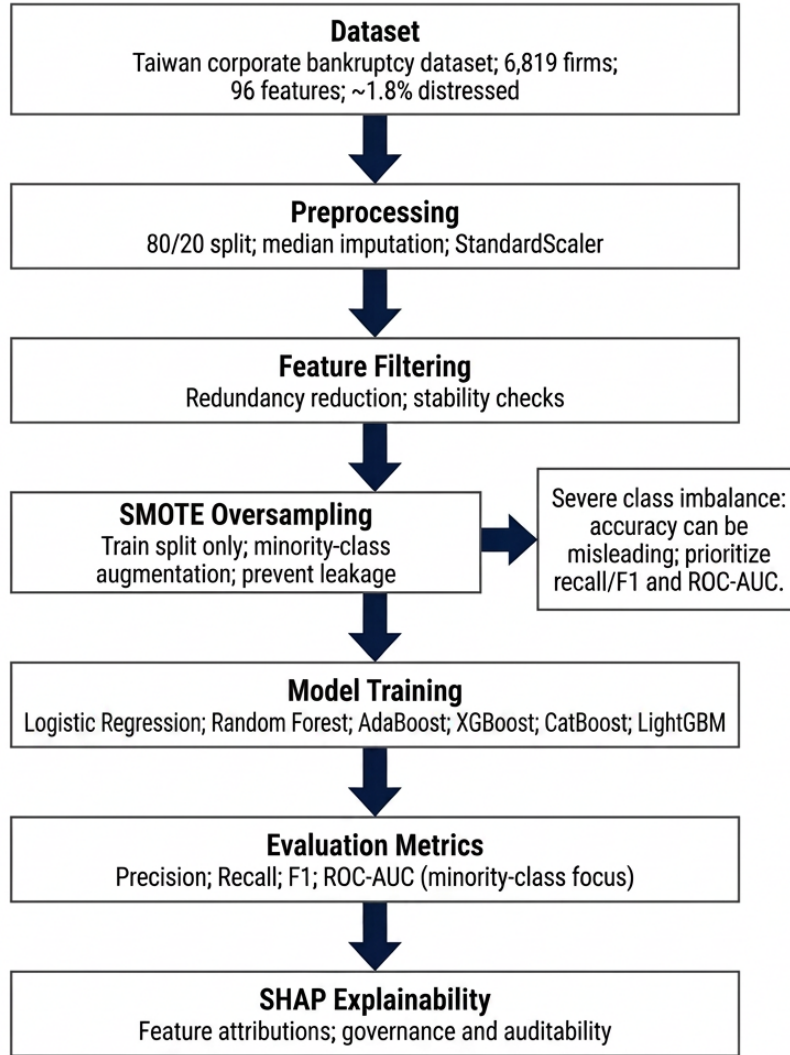 Dataset
Taiwan corporate bankruptcy dataset; 6,819 firms;
96 features; ~1.8% distressed
Preprocessing
80/20 split; median imputation; StandardScaler
Feature Filtering
Redundancy reduction; stability checks
SMOTE Oversampling
Train split only; minority-class
augmentation; prevent leakage
Severe class imbalance:
accuracy can be
misleading; prioritize
recall/F1 and ROC-AUC.
Model Training
Logistic Regression; Random Forest; AdaBoost; XGBoost; CatBoost; LightGBM
Evaluation Metrics
Precision; Recall; F1; ROC-AUC (minority-class focus)
SHAP Explainability
Feature attributions; governance and auditability